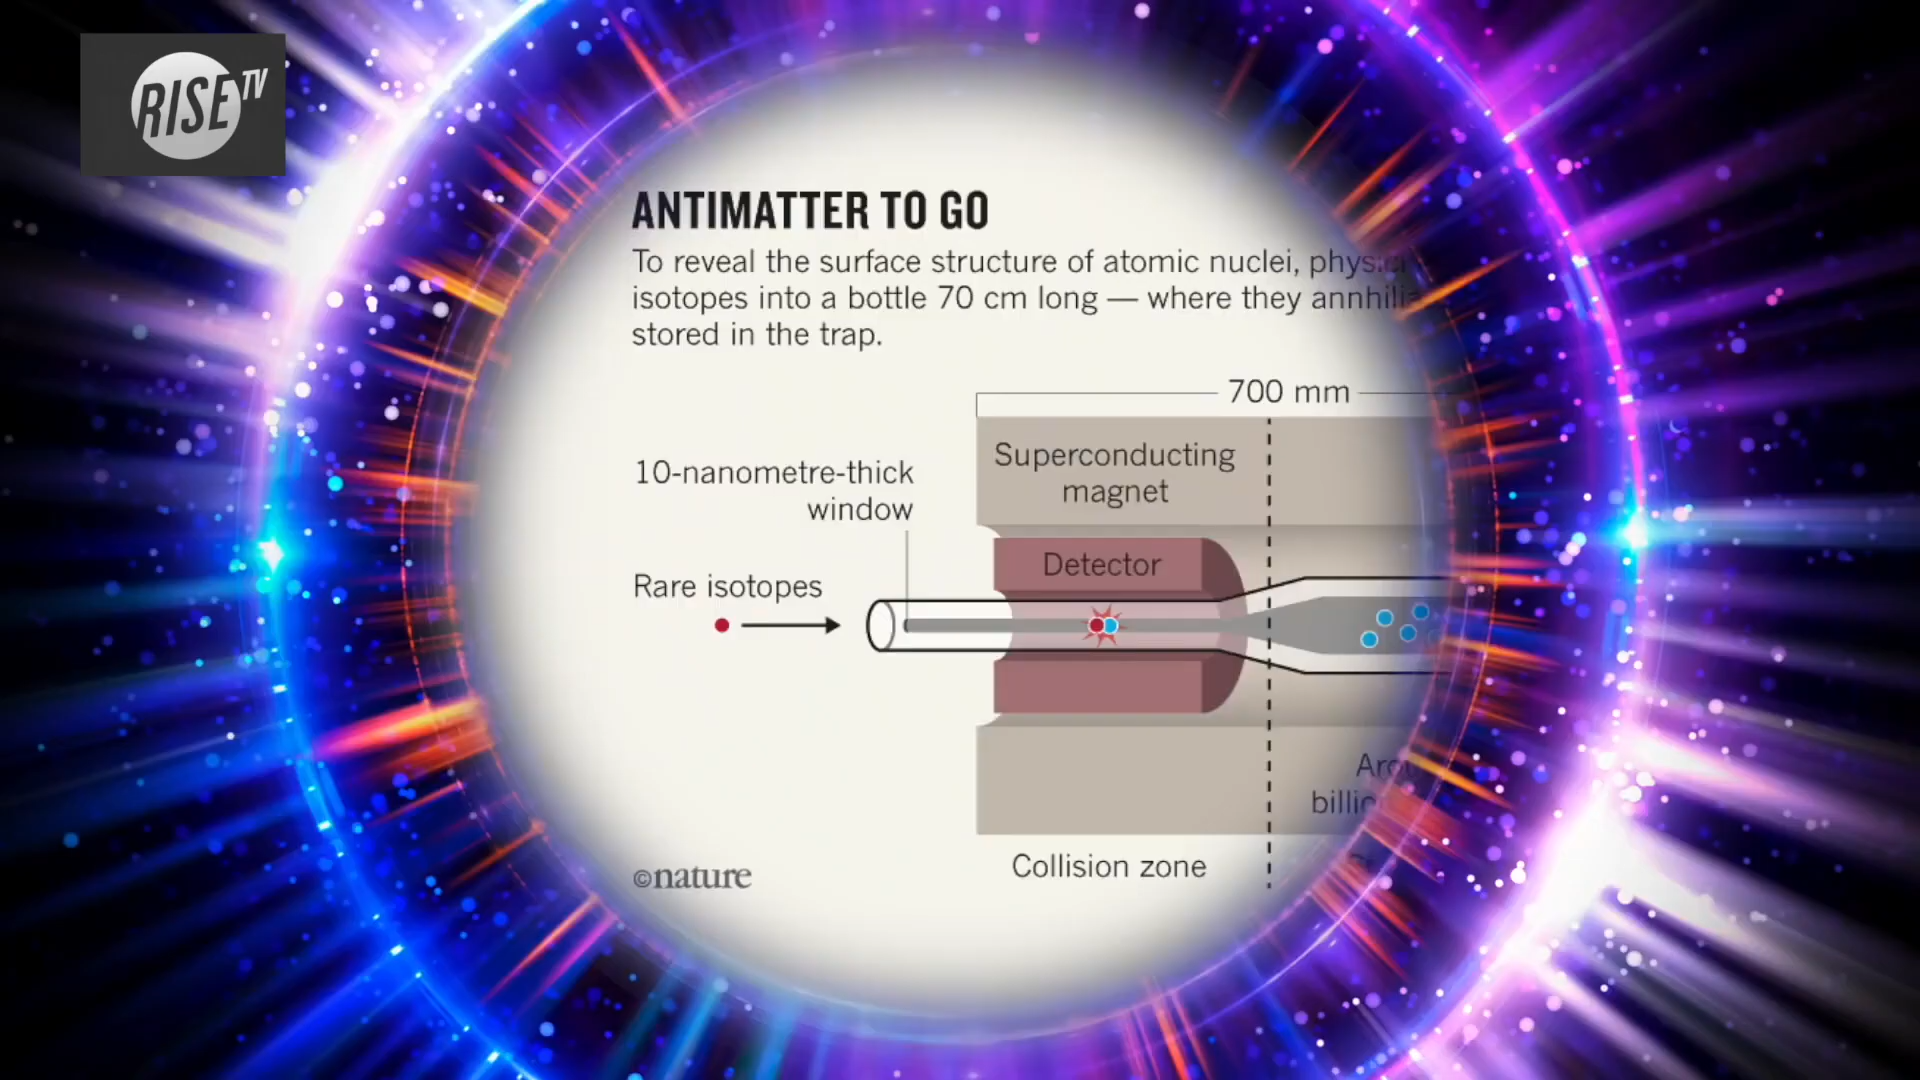 RISE TV
ANTIMATTER TO GO
To reveal the surface structure of atomic nuclei,
isotopes into a bottle 70 cm long — where they
stored in the trap.
700 mm
Superconducting
magnet
10-nanometre-thick
window
Detector
Rare isotopes
Collision zone
©nature